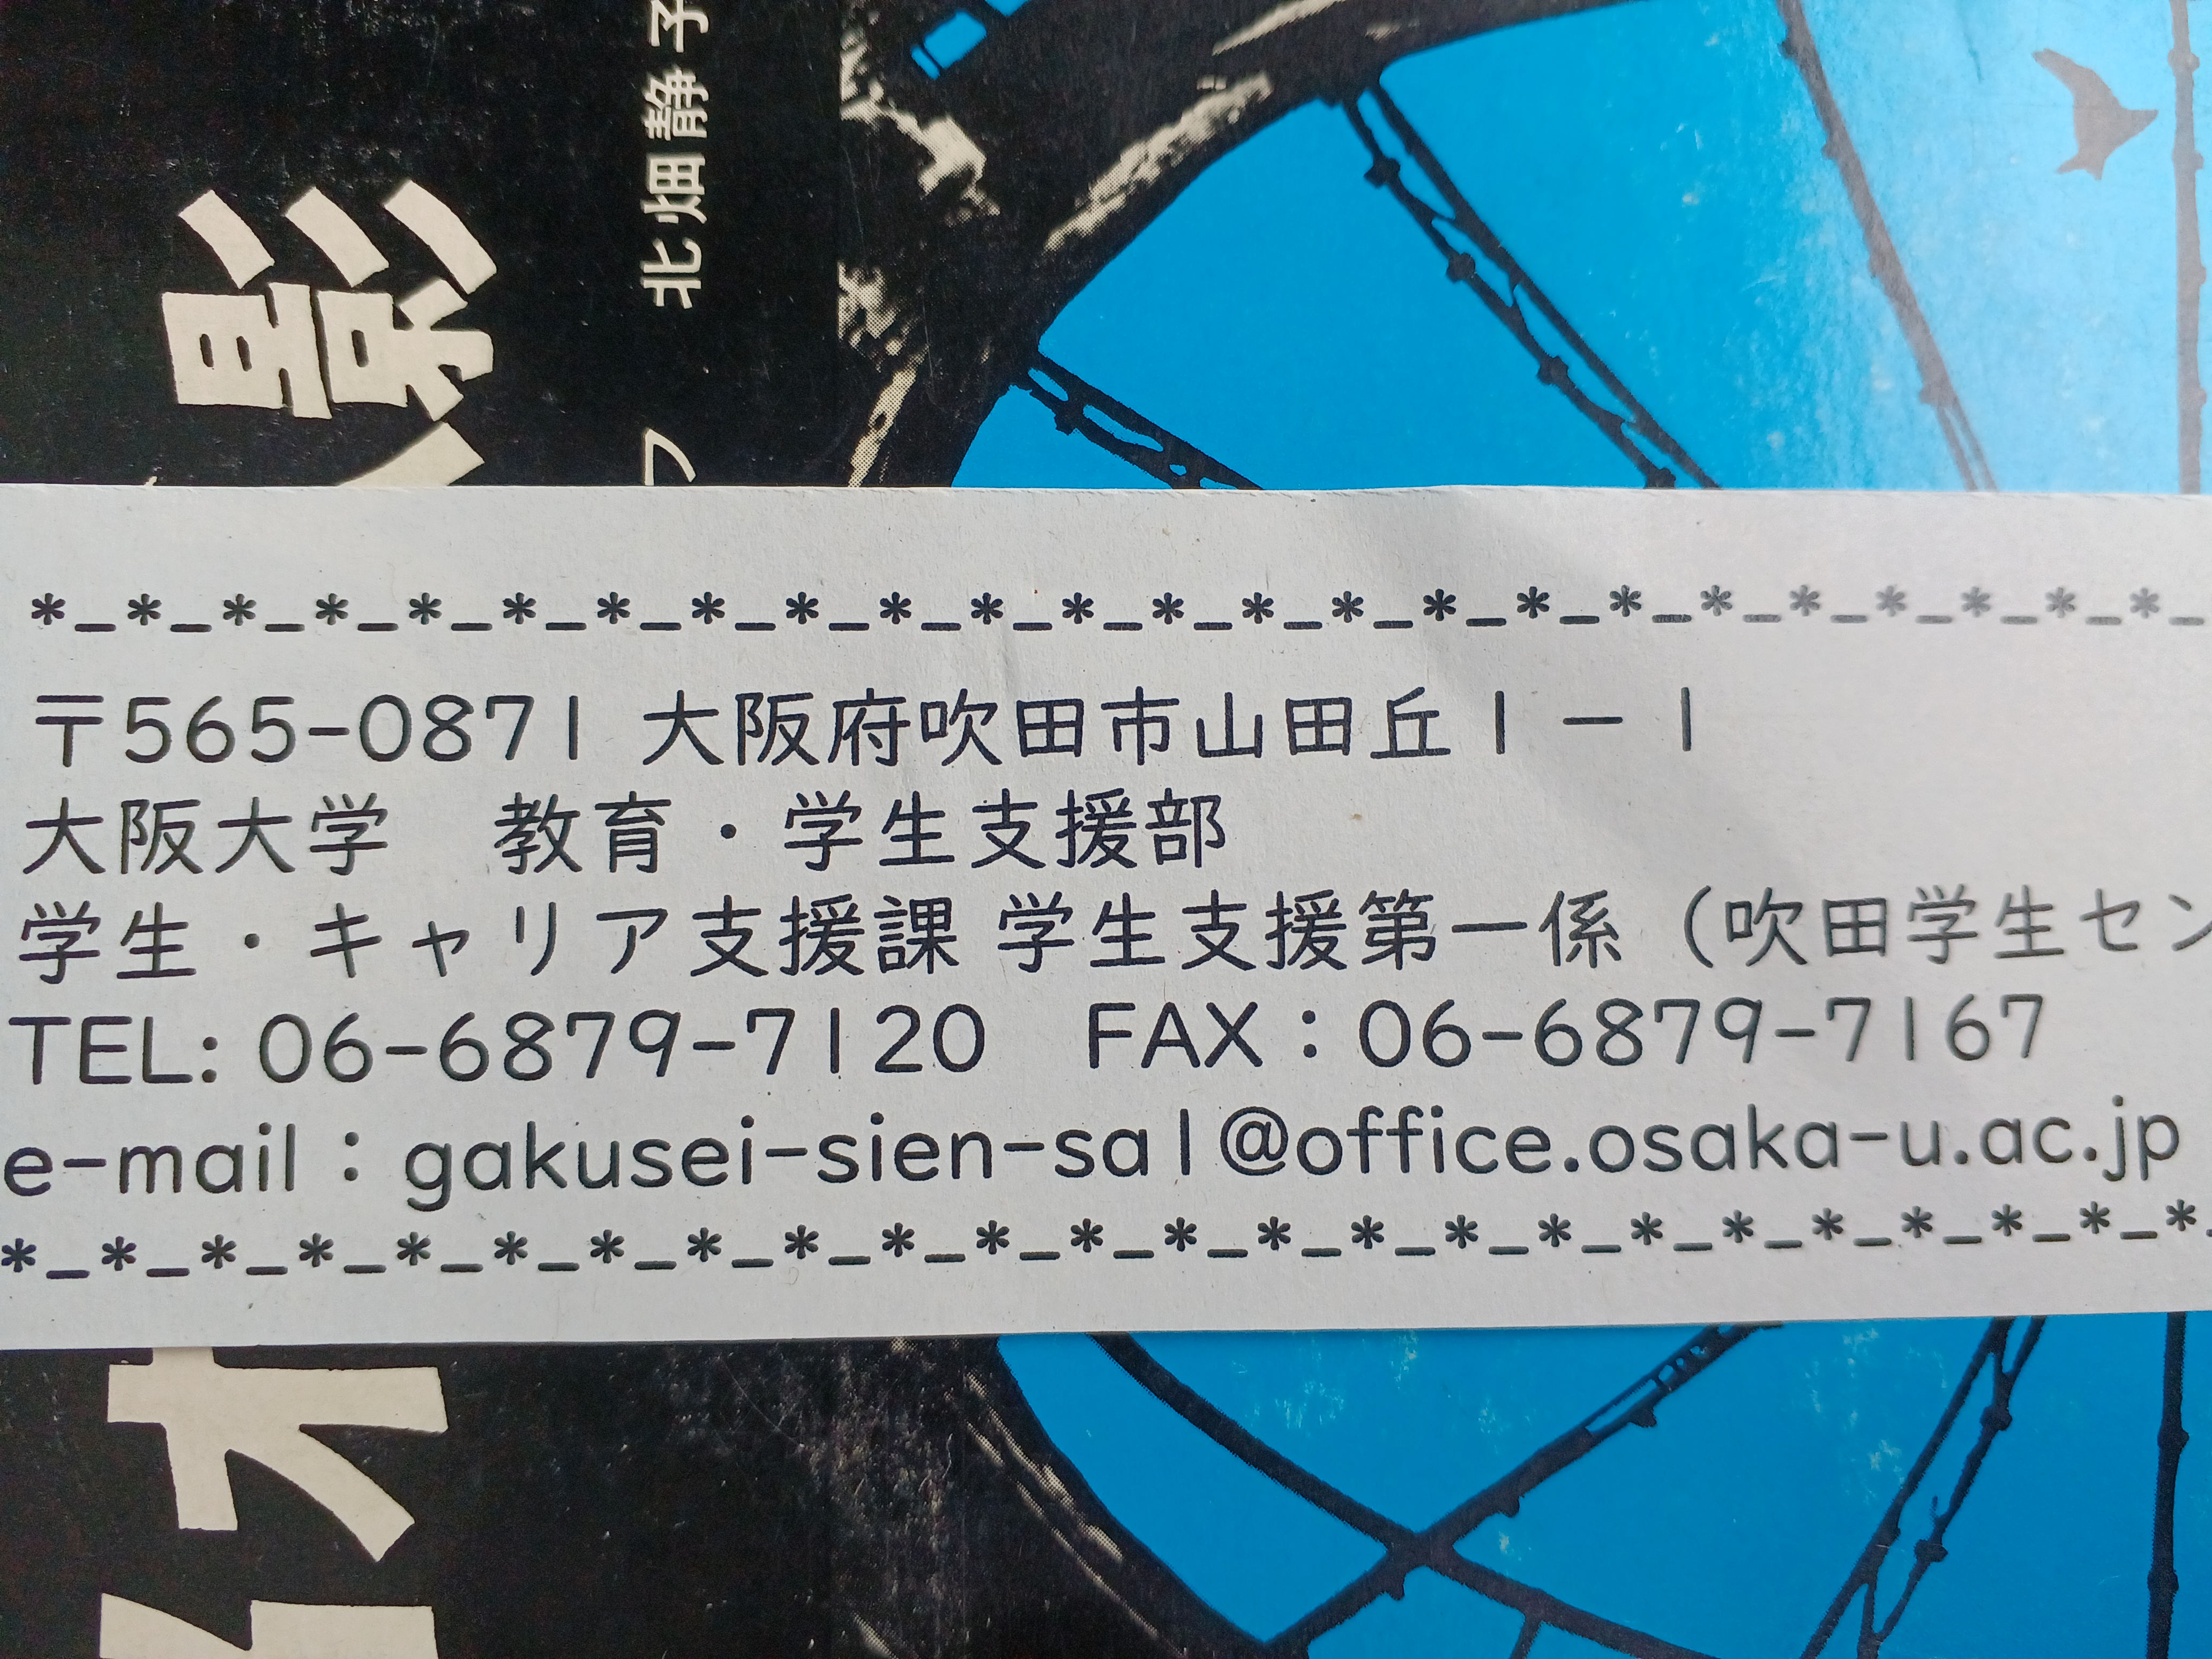 影
北畑静子
*_*_*_*_*_*_*_*_*_*_*_*_*_*_*_*_*_*_*_*_*_*_*_*_
〒565-0871 大阪府吹田市山田丘1－1
大阪大学　教育・学生支援部
学生・キャリア支援課 学生支援第一係（吹田学生セン
TEL: 06-6879-7120　FAX：06-6879-7167
e-mail：gakusei-sien-sa1@office.osaka-u.ac.jp
*_*_*_*_*_*_*_*_*_*_*_*_*_*_*_*_*_*_*_*_*_*_*_*_